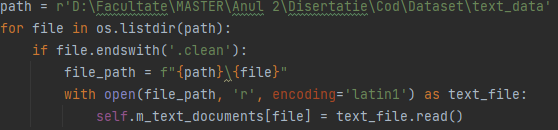 path = r'D:\Facultate\MASTER\Anul 2\Disertatie\Cod\Dataset\text_data'
for file in os.listdir(path):
    if file.endswith('.clean'):
        file_path = f"{path}\{file}"
        with open(file_path, 'r', encoding='latin1') as text_file:
            self.m_text_documents[file] = text_file.read()